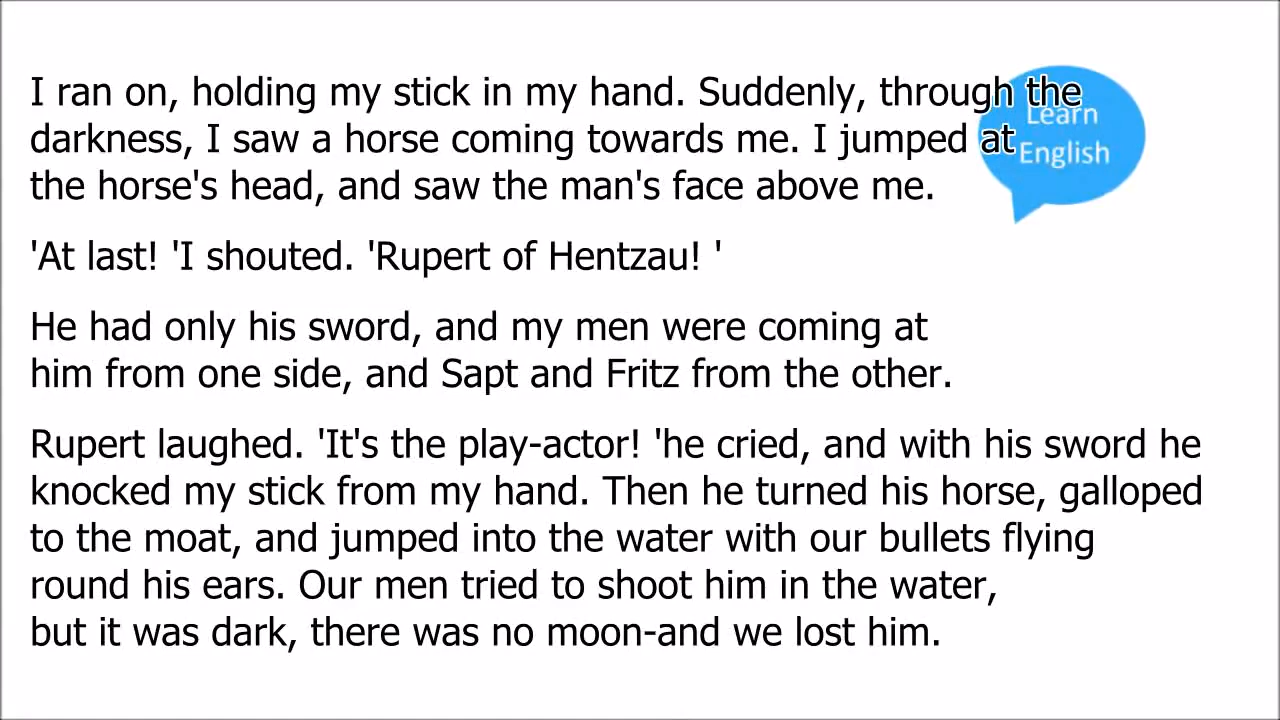 I ran on, holding my stick in my hand. Suddenly, through the
darkness, I saw a horse coming towards me. I jumped at
the horse's head, and saw the man's face above me.
'At last! 'I shouted. 'Rupert of Hentzau! '
He had only his sword, and my men were coming at
him from one side, and Sapt and Fritz from the other.
Rupert laughed. 'It's the play-actor! 'he cried, and with his sword he
knocked my stick from my hand. Then he turned his horse, galloped
to the moat, and jumped into the water with our bullets flying
round his ears. Our men tried to shoot him in the water,
but it was dark, there was no moon-and we lost him.
Learn
English